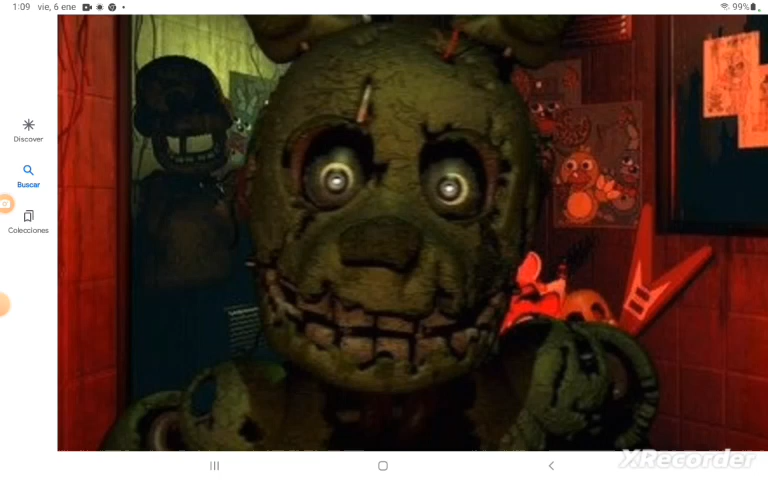 1:09 vie, 6 ene
99%
Discover
Buscar
Colecciones
XRecorder